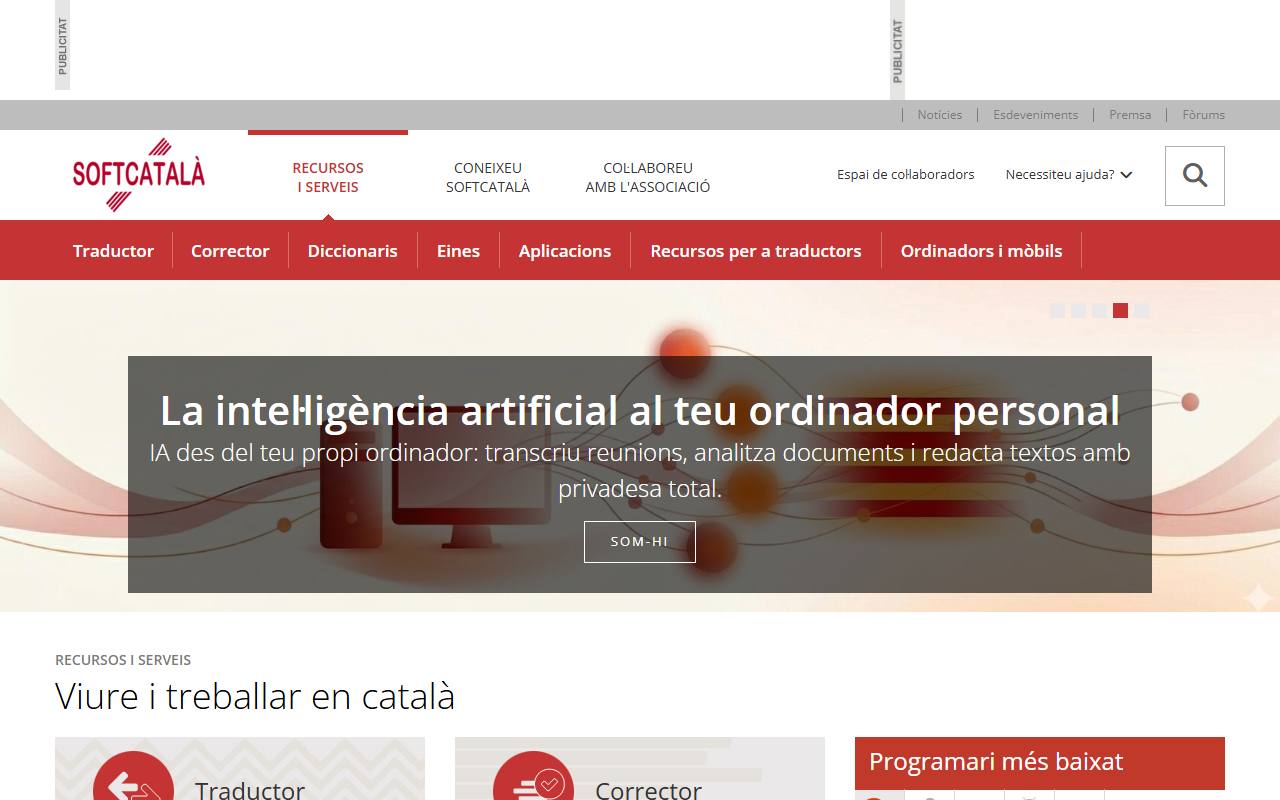 PUBLICITAT
PUBLICITAT
Notícies
Esdeveniments
Premsa
Fòrums
SOFTCATALÀ
RECURSOS
I SERVEIS
CONEIXEU
SOFTCATALÀ
COL·LABOREU
AMB L'ASSOCIACIÓ
Espai de col·laboradors
Necessiteu ajuda?
Traductor
Corrector
Diccionaris
Eines
Aplicacions
Recursos per a traductors
Ordinadors i mòbils
La intel·ligència artificial al teu ordinador personal
IA des del teu propi ordinador: transcriu reunions, analitza documents i redacta textos amb
privadesa total.
SOM-HI
RECURSOS I SERVEIS
Viure i treballar en català
Traductor
Corrector
Programari més baixat